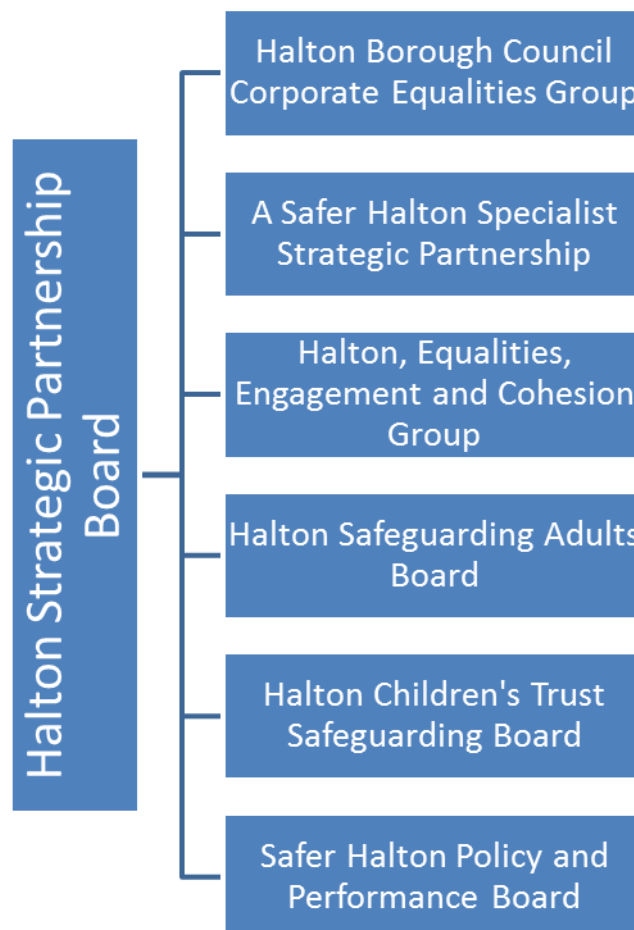 Halton Strategic Partnership
Board
Halton Borough Council
Corporate Equalities Group
A Safer Halton Specialist
Strategic Partnership
Halton, Equalities,
Engagement and Cohesion
Group
Halton Safeguarding Adults
Board
Halton Children's Trust
Safeguarding Board
Safer Halton Policy and
Performance Board